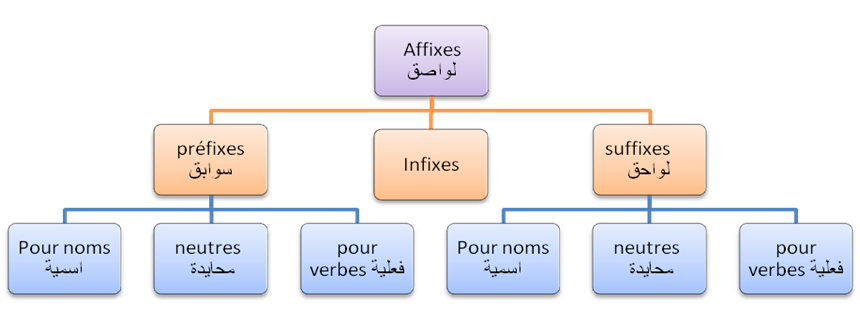 Affixes
لواصق
préfixes
سوابق
Infixes
suffixes
لواحق
Pour noms
اسمية
neutres
محايدة
pour
verbes فعلية
Pour noms
اسمية
neutres
محايدة
pour
verbes فعلية